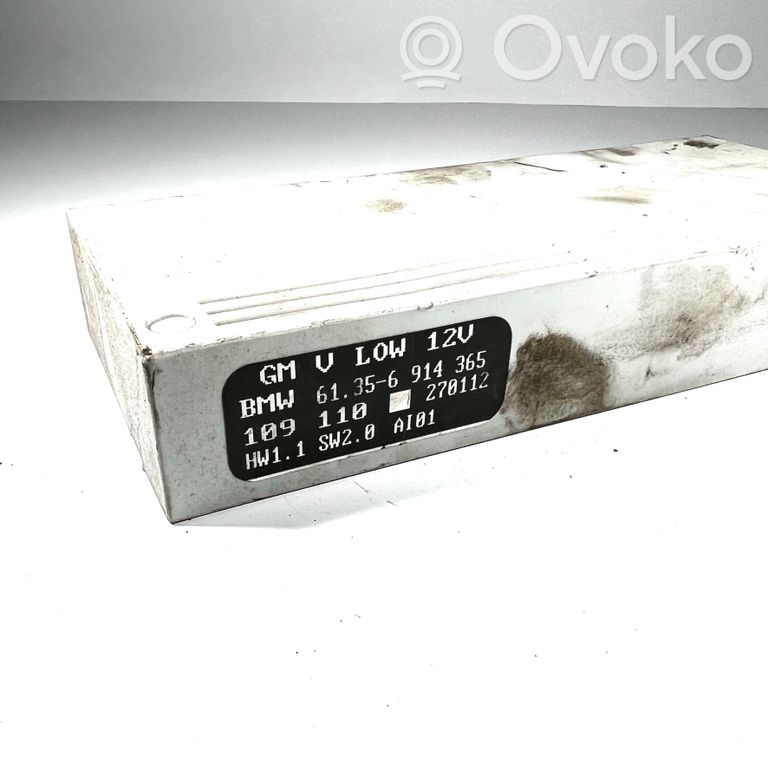 Ovoko
GM V LOW 12V
BMW 61.35-6 914 365
109 110 270112
HW1.1 SW2.0 AI01